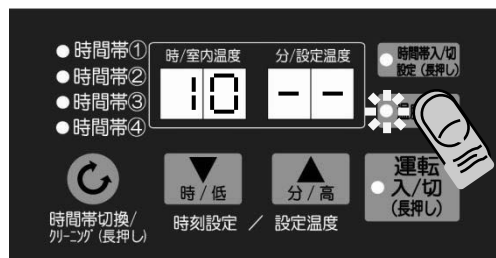 時間帯①
時間帯②
時間帯③
時間帯④
時/室内温度
分/設定温度
10
--
時間帯入/切
設定(長押し)
時/低
分/高
運転
入/切
(長押し)
時間帯切換/
クリーニング(長押し)
時刻設定 / 設定温度